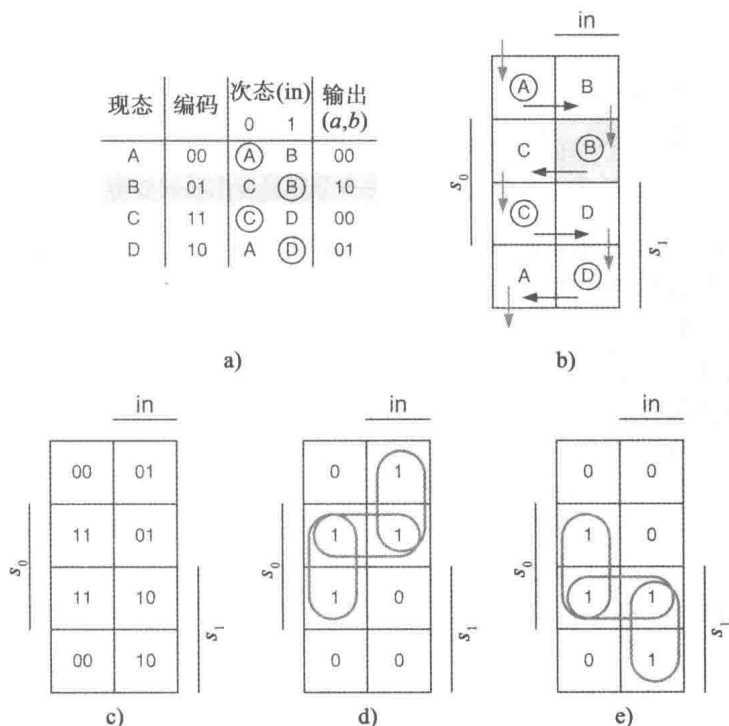 现态 编码 次态(in) 输出
0 1 (a,b)
A 00 A B 00
B 01 C B 10
C 11 C D 00
D 10 A D 01
a)
in
A B
C B
C D
A D
s0
s1
b)
in
00 01
11 01
11 10
00 10
s0
s1
c)
in
0 1
1 1
1 0
0 0
s0
s1
d)
in
0 0
1 0
1 1
0 1
s0
s1
e)